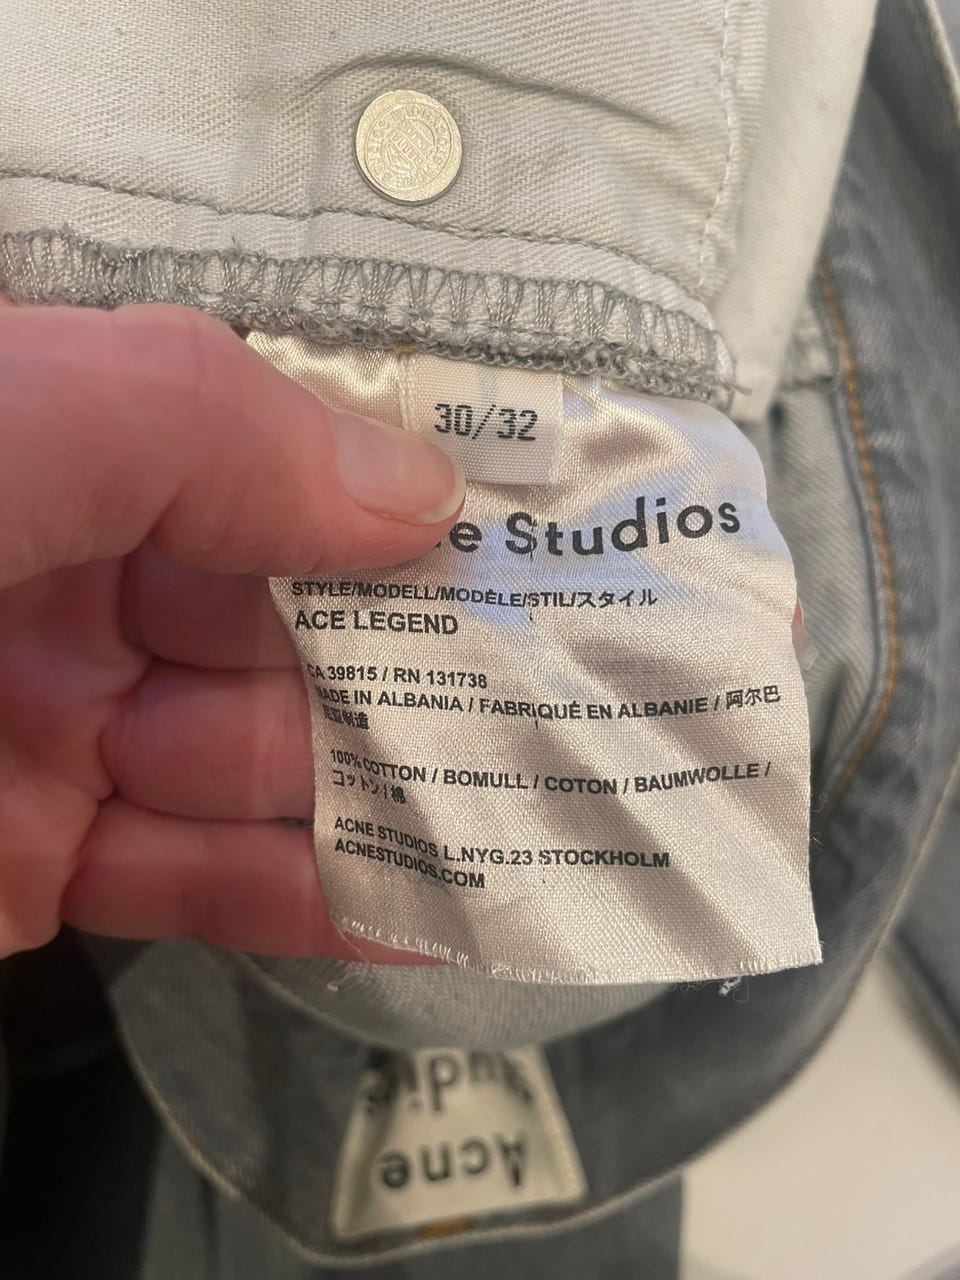 30/32
e Studios
STYLE/MODELL/MODÈLE/STIL/スタイル
ACE LEGEND
CA 39815 / RN 131738
MADE IN ALBANIA / FABRIQUÉ EN ALBANIE / 阿尔巴
尼亚制造
100% COTTON / BOMULL / COTON / BAUMWOLLE /
コットン / 棉
ACNE STUDIOS L.NYG.23 STOCKHOLM
ACNESTUDIOS.COM
Acne
Studios